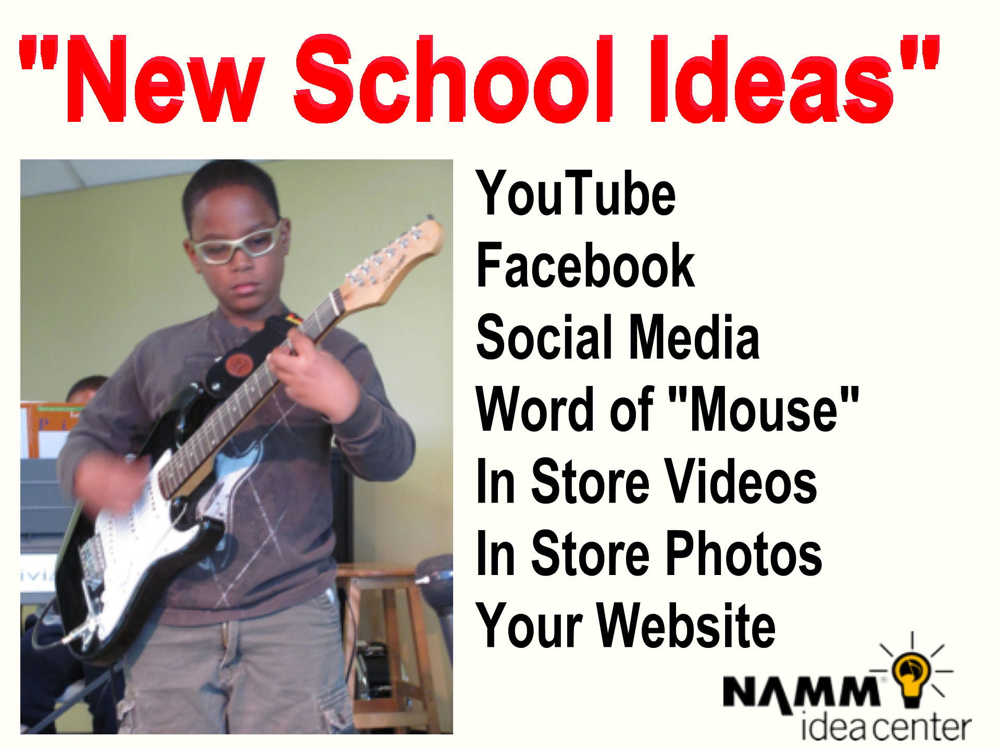 "New School Ideas"
YouTube
Facebook
Social Media
Word of "Mouse"
In Store Videos
In Store Photos
Your Website
P i
ivi
NAMM®
idea center